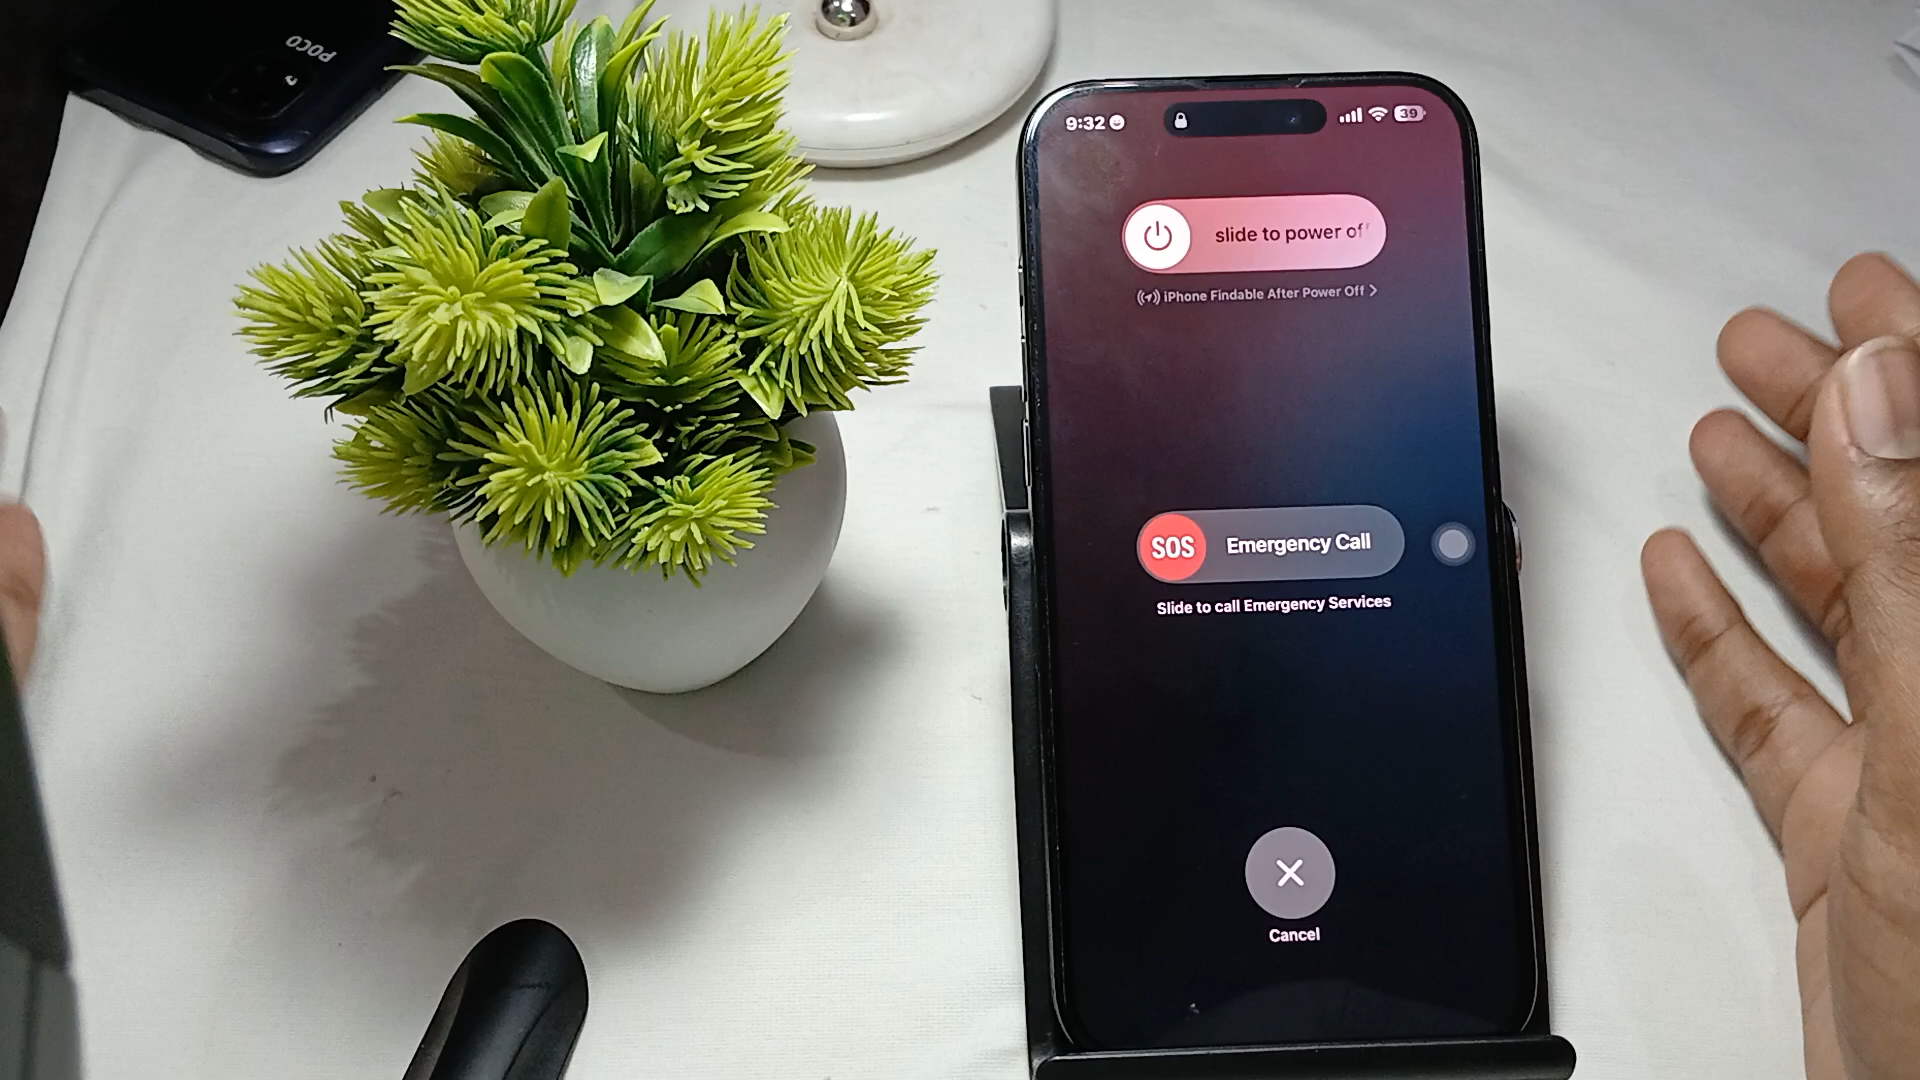 POCO
9:32
39
slide to power off
iPhone Findable After Power Off
SOS Emergency Call
Slide to call Emergency Services
Cancel